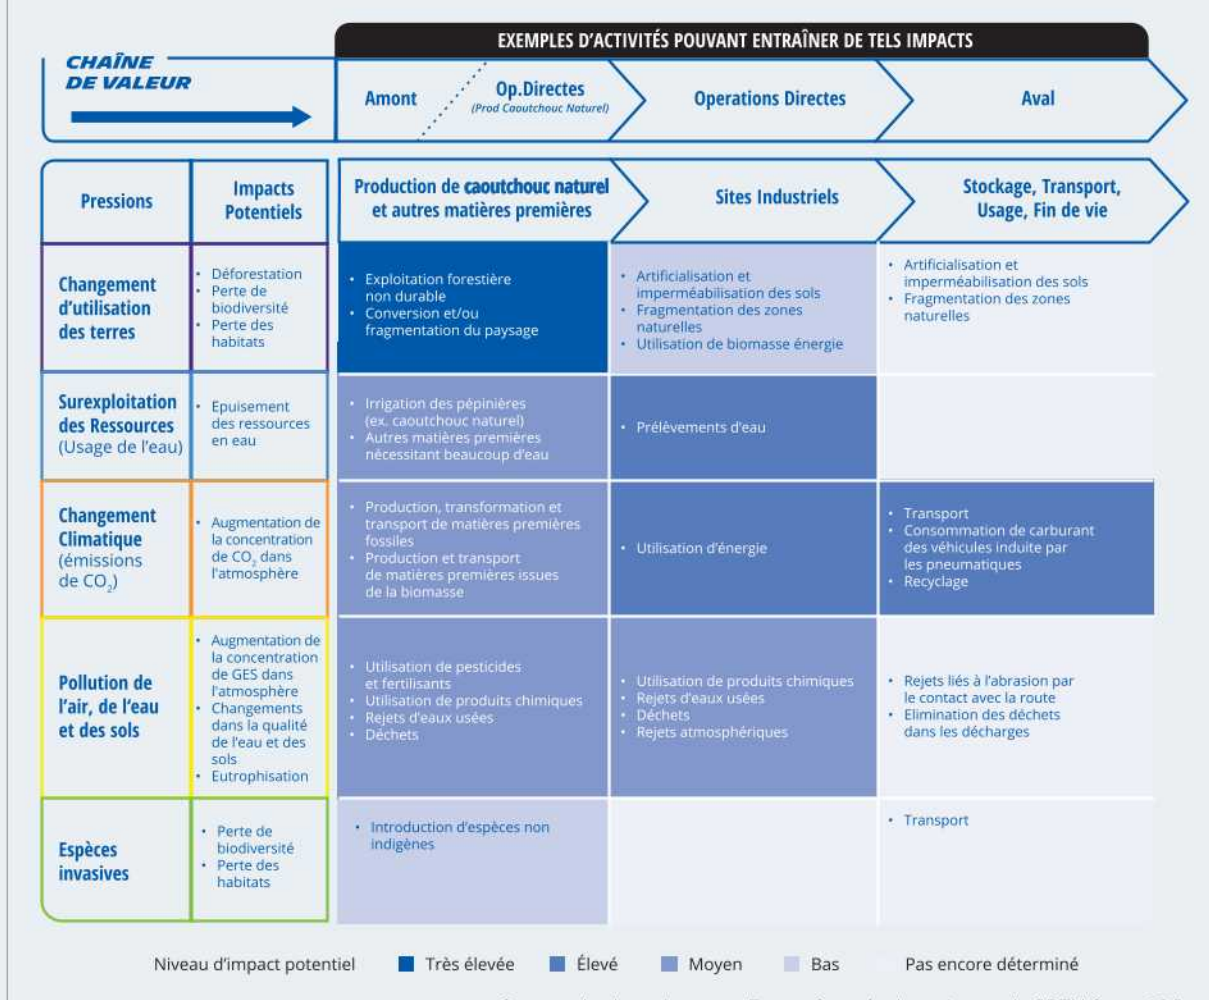 EXEMPLES D'ACTIVITÉS POUVANT ENTRAÎNER DE TELS IMPACTS
CHAÎNE
DE VALEUR
Amont
Op.Directes
(Prod Caoutchouc Naturel)
Operations Directes
Aval
Pressions
Impacts
Potentiels
Production de caoutchouc naturel
et autres matières premières
Sites Industriels
Stockage, Transport,
Usage, Fin de vie
Changement
d'utilisation
des terres
• Déforestation
• Perte de
biodiversité
• Perte des
habitats
• Exploitation forestière
non durable
• Conversion et/ou
fragmentation du paysage
• Artificialisation et
imperméabilisation des sols
• Fragmentation des zones
naturelles
• Utilisation de biomasse énergie
• Artificialisation et
imperméabilisation des sols
• Fragmentation des zones
naturelles
Surexploitation
des Ressources
(Usage de l'eau)
• Epuisement
des ressources
en eau
• Irrigation des pépinières
(ex. caoutchouc naturel)
• Autres matières premières
nécessitant beaucoup d'eau
• Prélèvements d'eau
Changement
Climatique
(émissions
de CO₂)
• Augmentation de
la concentration
de CO₂ dans
l'atmosphère
• Production, transformation et
transport de matières premières
fossiles
• Production et transport
de matières premières issues
de la biomasse
• Utilisation d'énergie
• Transport
• Consommation de carburant
des véhicules induite par
les pneumatiques
• Recyclage
Pollution de
l'air, de l'eau
et des sols
• Augmentation de
la concentration
de GES dans
l'atmosphère
• Changements
dans la qualité
de l'eau et des
sols
• Eutrophisation
• Utilisation de pesticides
et fertilisants
• Utilisation de produits chimiques
• Rejets d'eaux usées
• Déchets
• Utilisation de produits chimiques
• Rejets d'eaux usées
• Déchets
• Rejets atmosphériques
• Rejets liés à l'abrasion par
le contact avec la route
• Elimination des déchets
dans les décharges
Espèces
invasives
• Perte de
biodiversité
• Perte des
habitats
• Introduction d'espèces non
indigènes
• Transport
Niveau d'impact potentiel
Très élevée
Élevé
Moyen
Bas
Pas encore déterminé